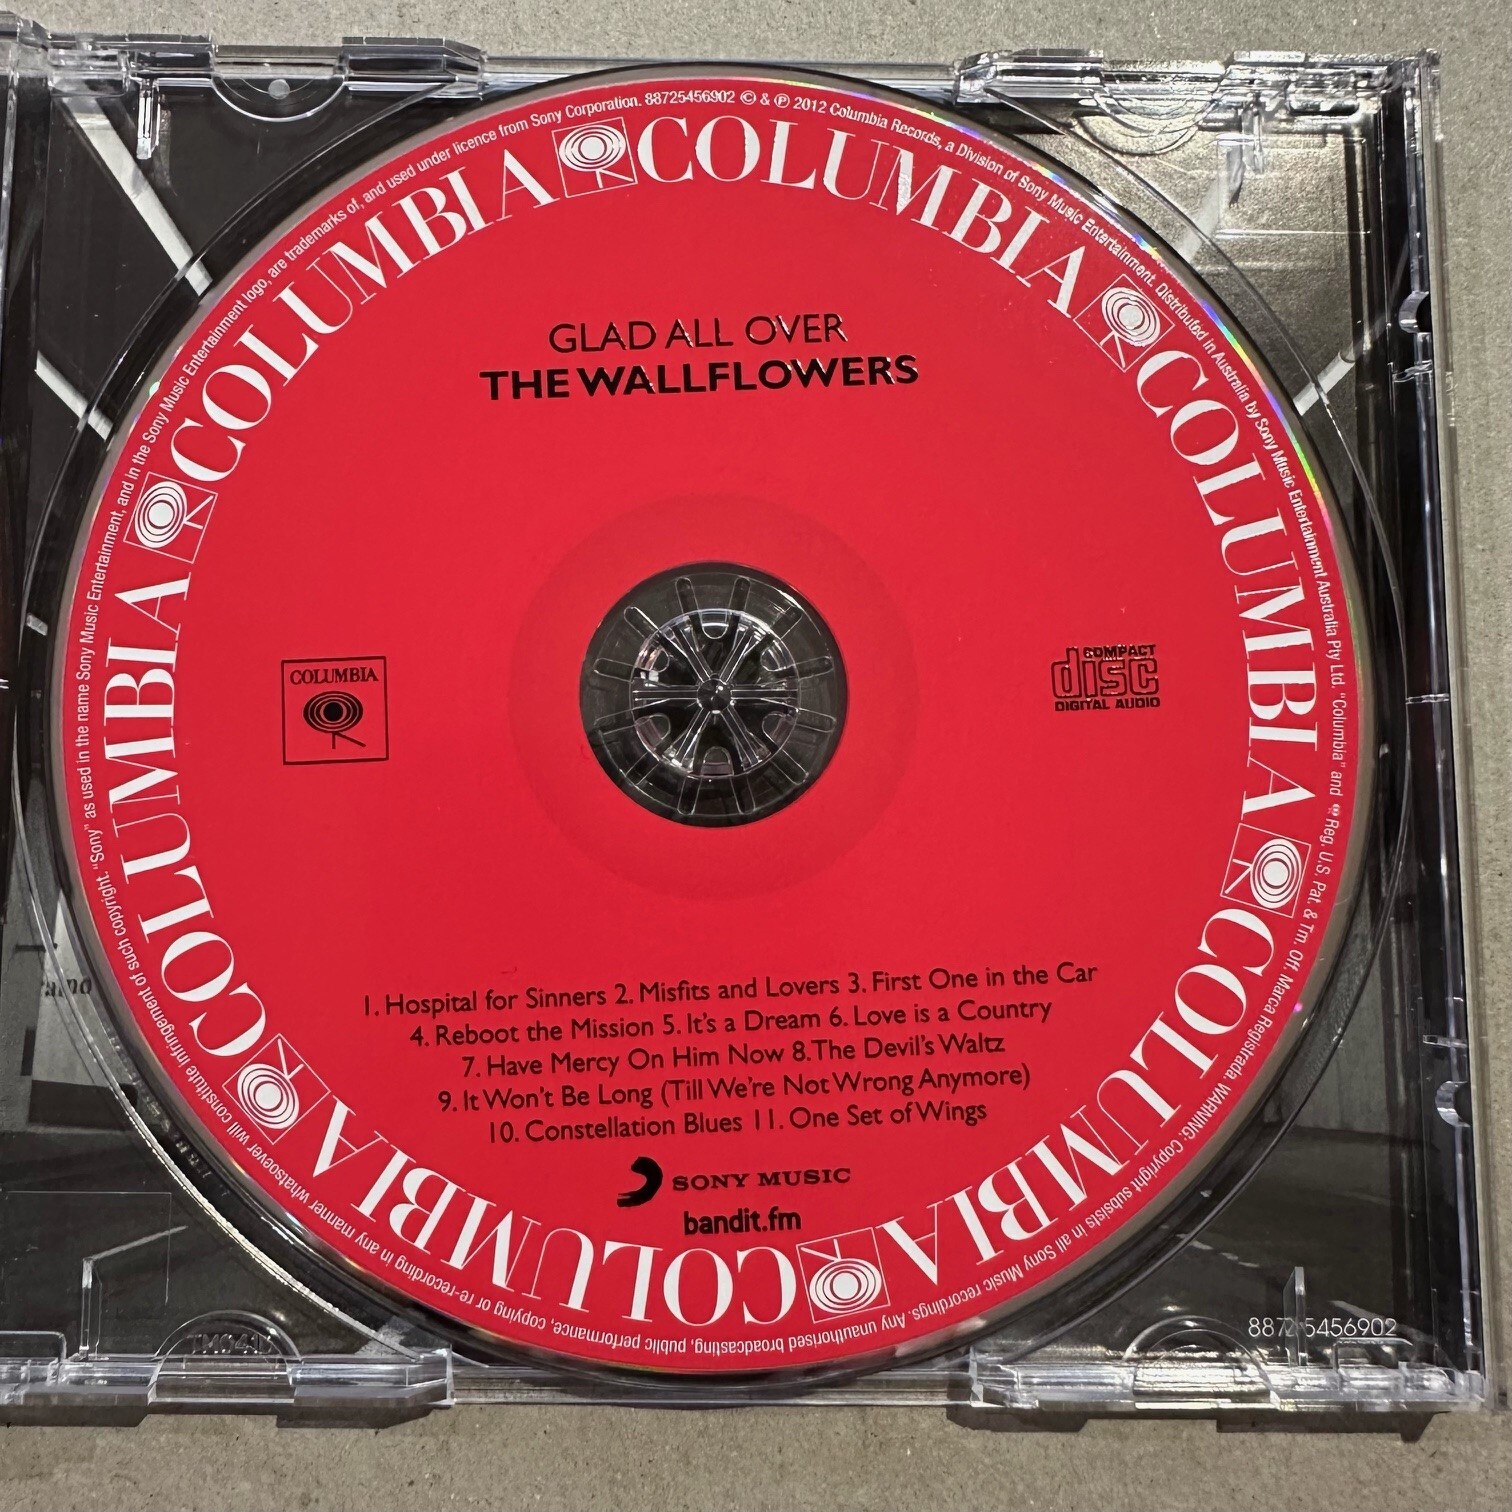 GLAD ALL OVER
THE WALLFLOWERS
COLUMBIA
COMPACT
disc
DIGITAL AUDIO
1. Hospital for Sinners 2. Misfits and Lovers 3. First One in the Car
4. Reboot the Mission 5. It's a Dream 6. Love is a Country
7. Have Mercy On Him Now 8. The Devil's Waltz
9. It Won't Be Long (Till We're Not Wrong Anymore)
10. Constellation Blues 11. One Set of Wings
SONY MUSIC
bandit.fm
COLUMBIA COLUMBIA COLUMBIA COLUMBIA COLUMBIA COLUMBIA
88725456902 © & ℗ 2012 Columbia Records, a Division of Sony Music Entertainment. Distributed in Australia by Sony Music Entertainment Australia Pty Ltd. "Columbia" and ® Reg. U.S. Pat. & Tm. Off. Marca Registrada. WARNING: Copyright subsists in all Sony Music recordings. Any unauthorised broadcasting, public performance, copying or re-recording in any manner whatsoever will constitute infringement of such copyright. "Sony" as used in the name Sony Music Entertainment, and in the Sony Music Entertainment logo, are trademarks of, and used under licence from Sony Corporation.
88725456902